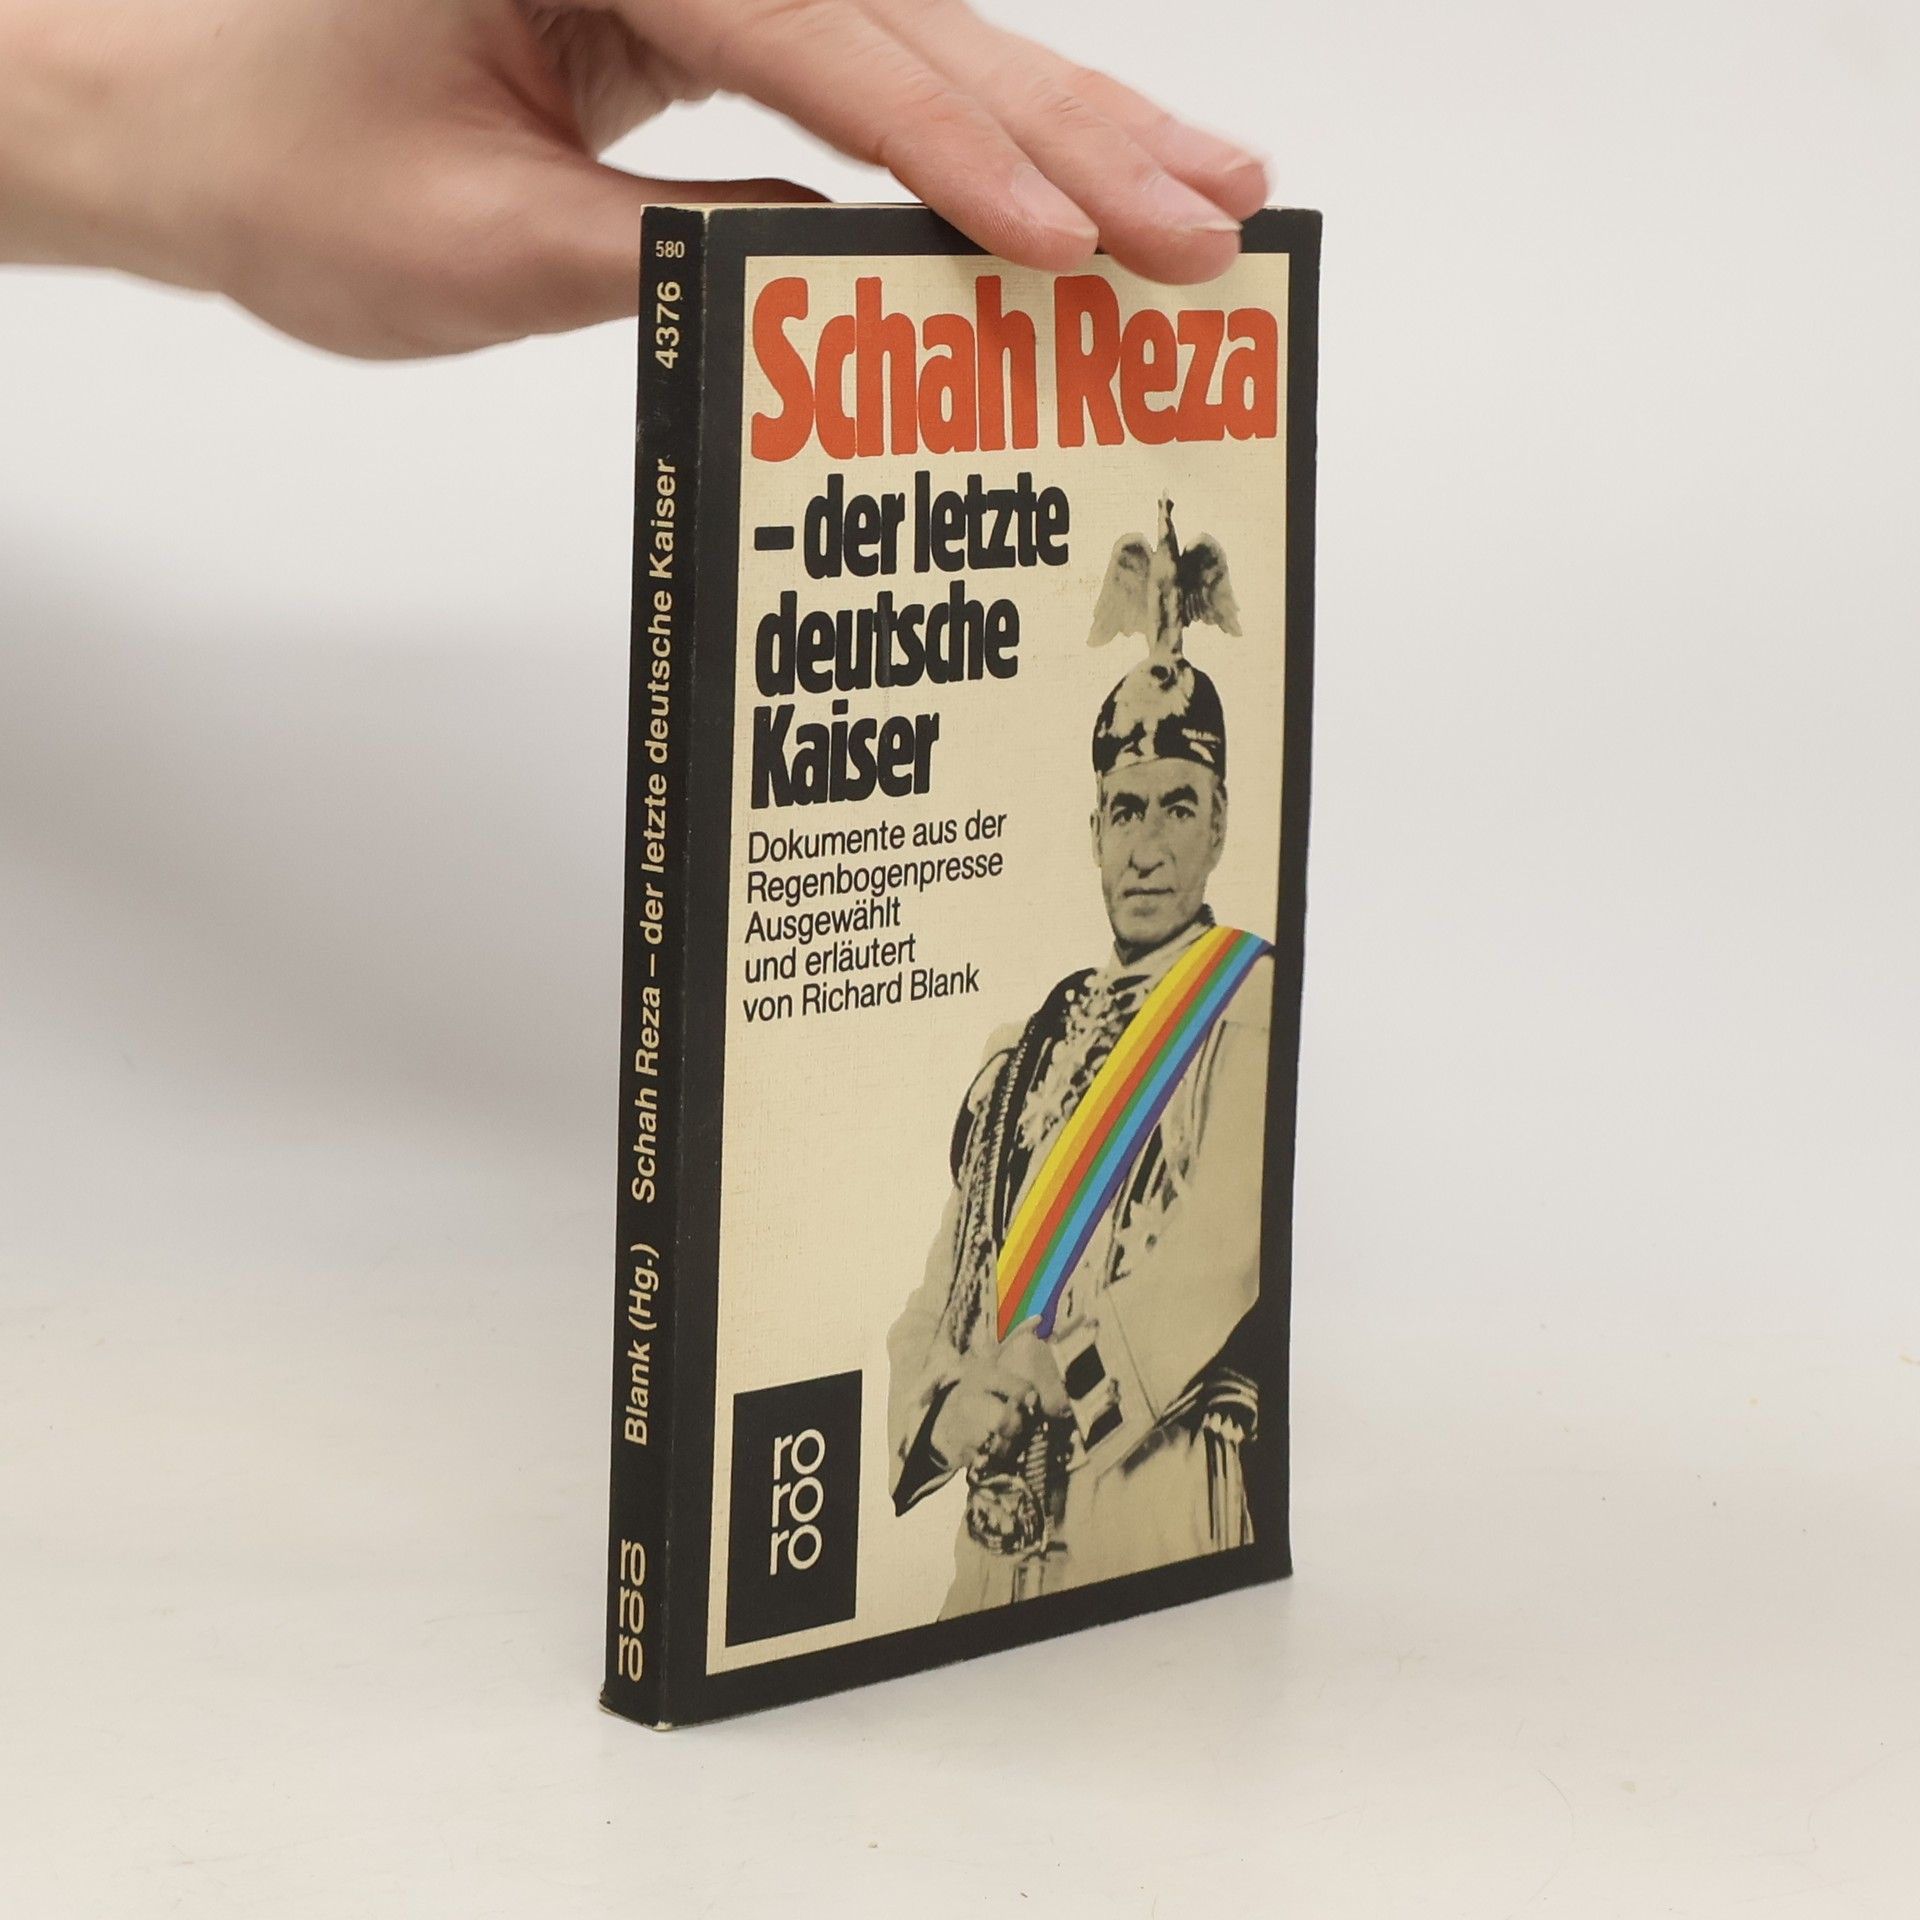 Schah Reza
– der letzte
deutsche
Kaiser
Dokumente aus der
Regenbogenpresse
Ausgewählt
und erläutert
von Richard Blank
ro
ro
ro
580
4376
Blank (Hg.) Schah Reza – der letzte deutsche Kaiser
ro
ro
ro